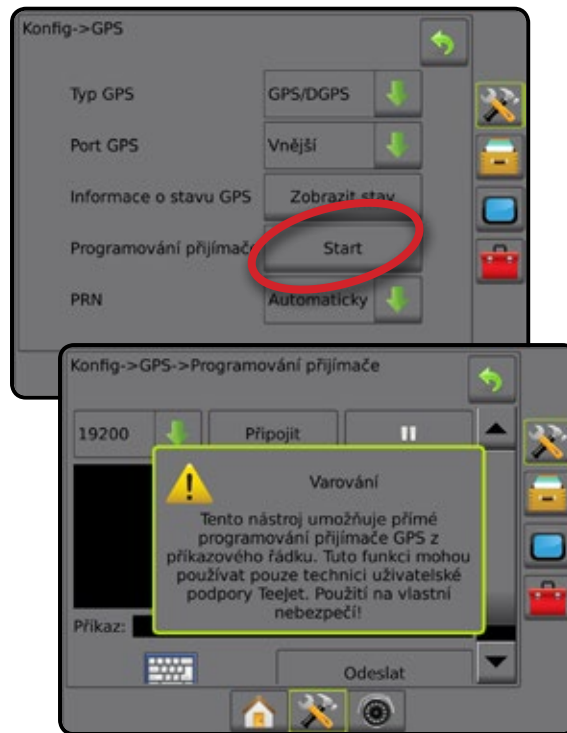 Konfig->GPS
Typ GPS GPS/DGPS
Port GPS Vnější
Informace o stavu GPS Zobrazit stav
Programování přijímače Start
PRN Automaticky
Konfig->GPS->Programování přijímače
19200 Připojit
Varování
Tento nástroj umožňuje přímé
programování přijímače GPS z
příkazového řádku. Tuto funkci mohou
používat pouze technici uživatelské
podpory TeeJet. Použití na vlastní
nebezpečí!
Příkaz:
Odeslat